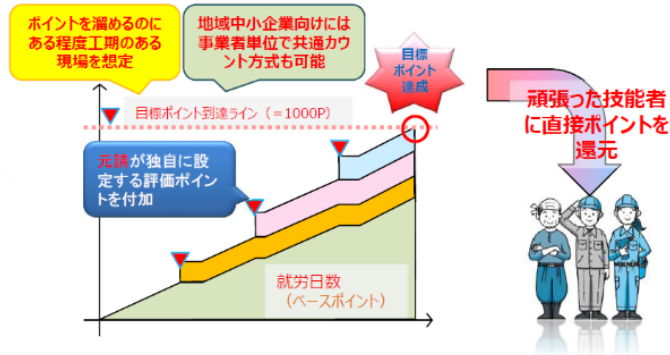 ポイントを溜めるのに
ある程度工期のある
現場を想定
地域中小企業向けには
事業者単位で共通カウ
ント方式も可能
目標
ポイント
達成
目標ポイント到達ライン（＝1000P）
頑張った技能者
に直接ポイントを
還元
元請が独自に設
定する評価ポイン
トを付加
就労日数
（ベースポイント）